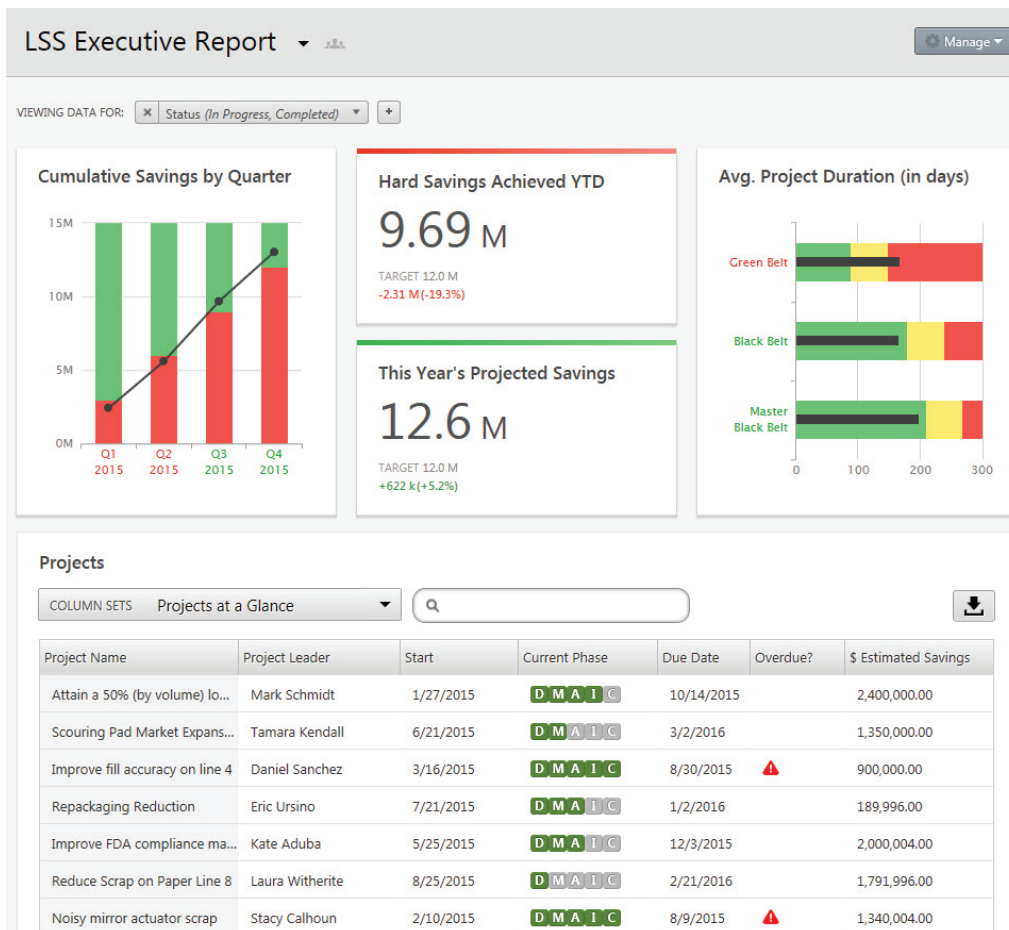 LSS Executive Report
Manage
VIEWING DATA FOR:
Status (In Progress, Completed)
+
Cumulative Savings by Quarter
15M
10M
5M
0M
Q1 Q2 Q3 Q4
2015 2015 2015 2015
Hard Savings Achieved YTD
9.69 M
TARGET 12.0 M
-2.31 M (-19.3%)
This Year's Projected Savings
12.6 M
TARGET 12.0 M
+622 k (+5.2%)
Avg. Project Duration (in days)
Green Belt
Black Belt
Master
Black Belt
0 100 200 300
Projects
COLUMN SETS Projects at a Glance
Project Name Project Leader Start Current Phase Due Date Overdue? $ Estimated Savings
Attain a 50% (by volume) lo... Mark Schmidt 1/27/2015 D M A I C 10/14/2015 2,400,000.00
Scouring Pad Market Expans... Tamara Kendall 6/21/2015 D M A I C 3/2/2016 1,350,000.00
Improve fill accuracy on line 4 Daniel Sanchez 3/16/2015 D M A I C 8/30/2015 900,000.00
Repackaging Reduction Eric Ursino 7/21/2015 D M A I C 1/2/2016 189,996.00
Improve FDA compliance ma... Kate Aduba 5/25/2015 D M A I C 12/3/2015 2,000,004.00
Reduce Scrap on Paper Line 8 Laura Witherite 8/25/2015 D M A I C 2/21/2016 1,791,996.00
Noisy mirror actuator scrap Stacy Calhoun 2/10/2015 D M A I C 8/9/2015 1,340,004.00